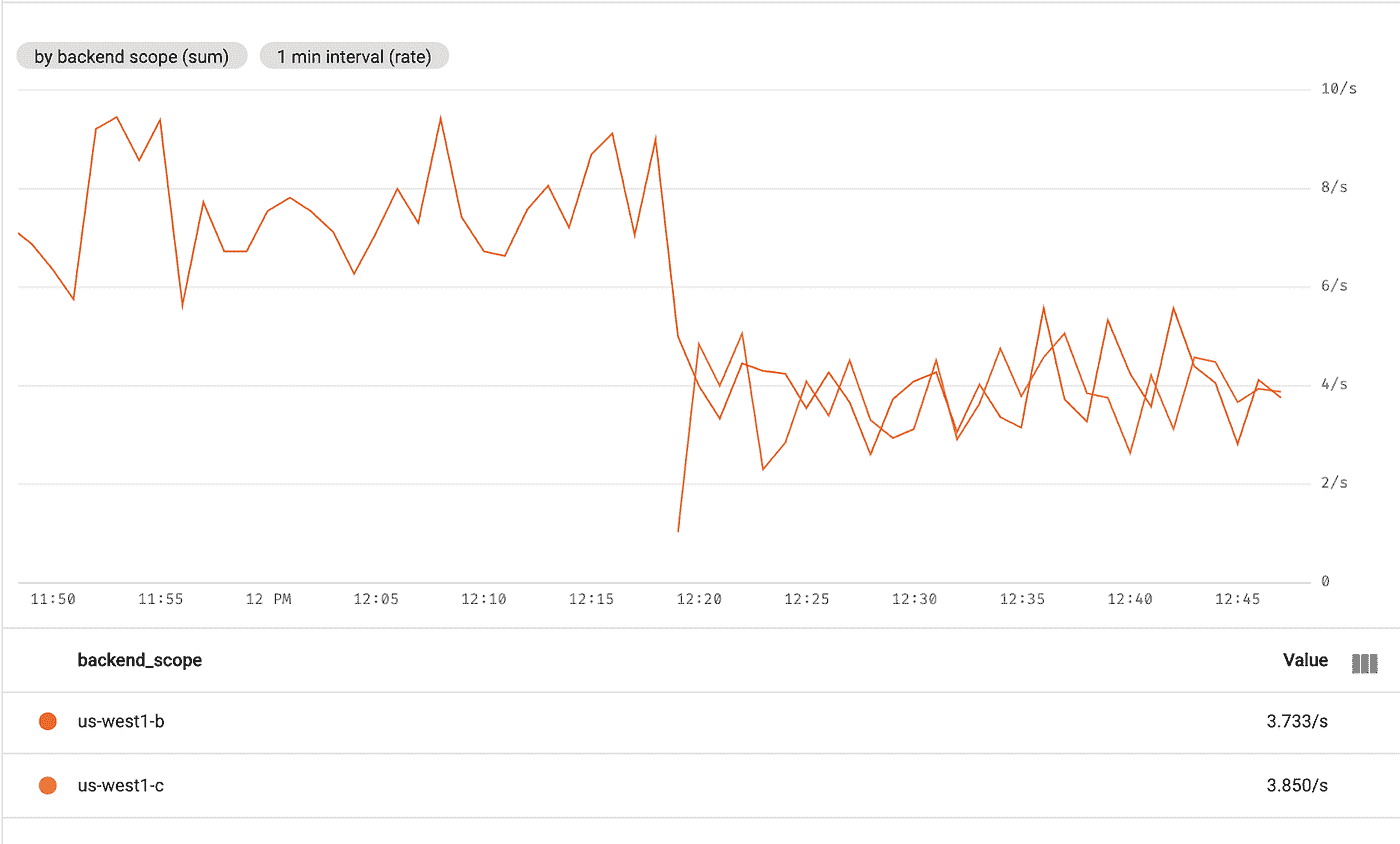 by backend scope (sum) 1 min interval (rate)
10/s
8/s
6/s
4/s
2/s
0
11:50 11:55 12 PM 12:05 12:10 12:15 12:20 12:25 12:30 12:35 12:40 12:45
backend_scope Value
us-west1-b 3.733/s
us-west1-c 3.850/s